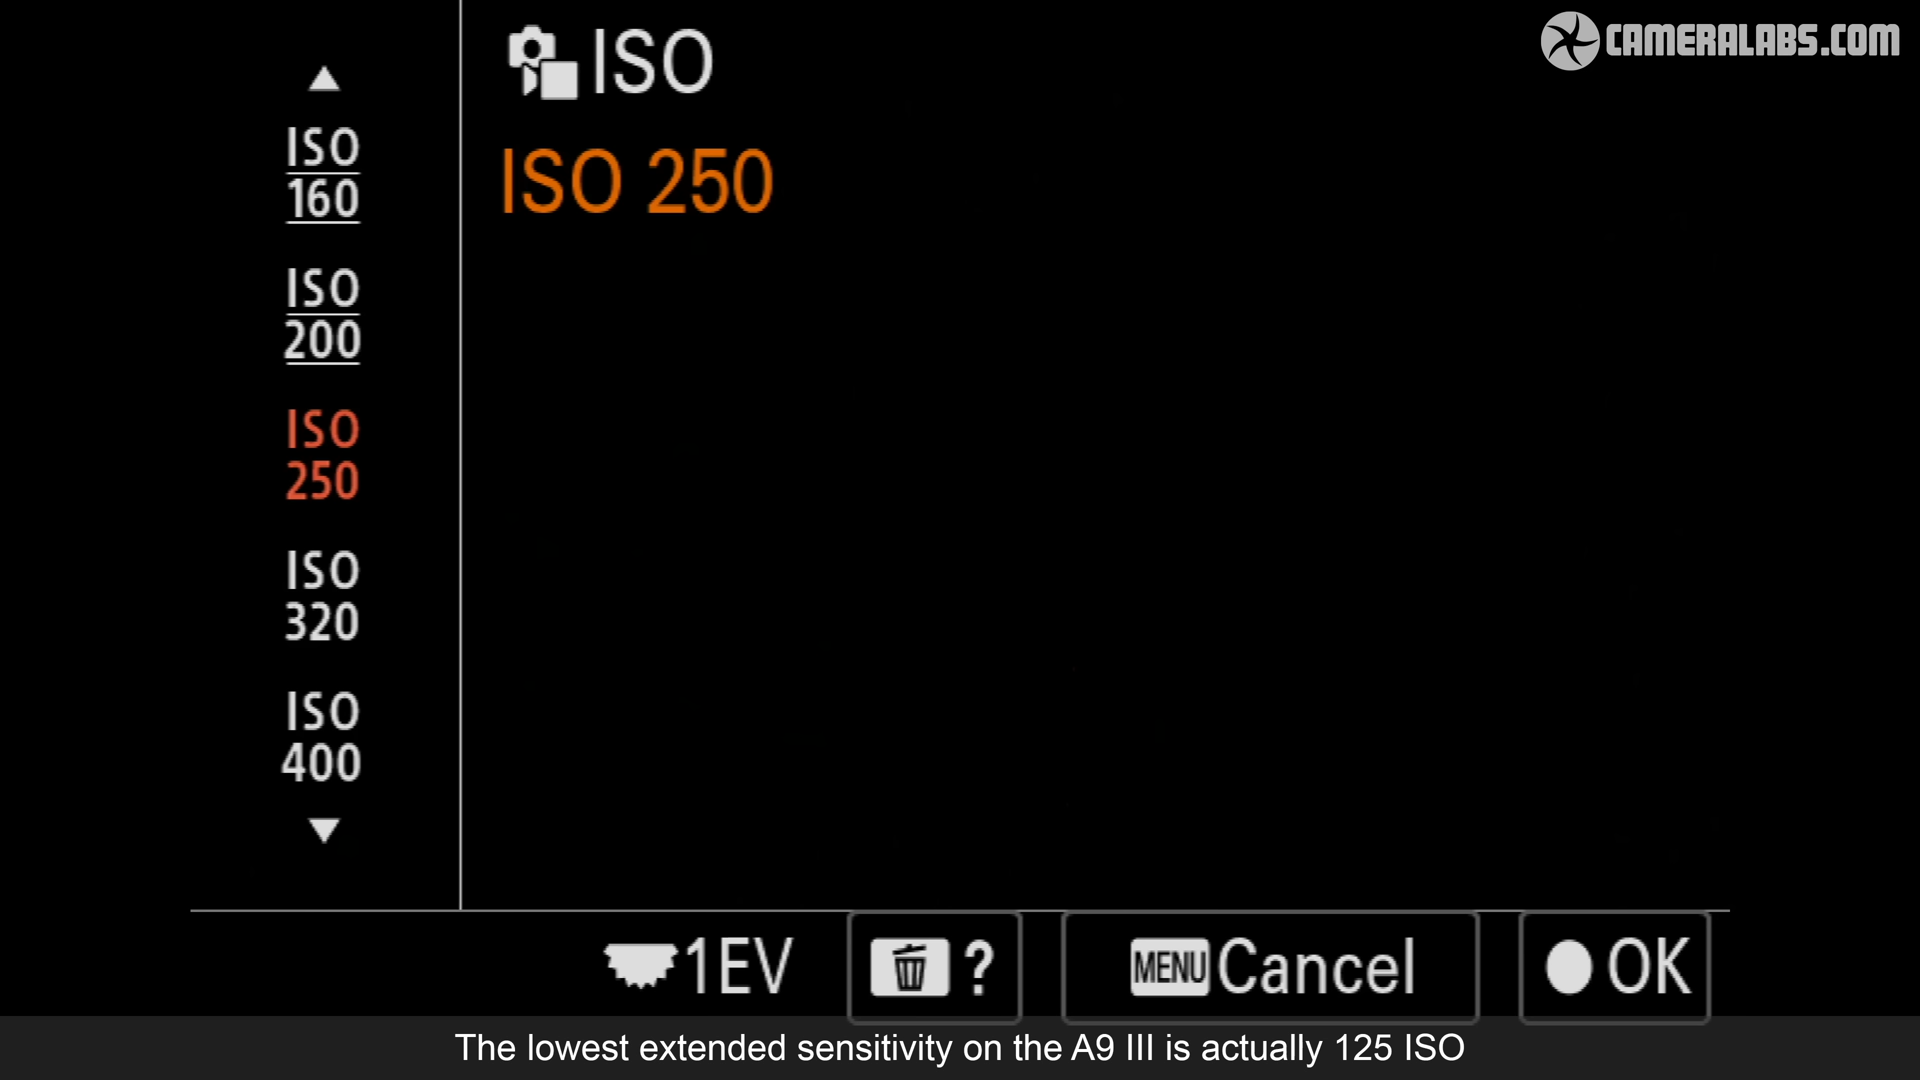 CAMERALABS.COM
ISO
ISO 250
ISO
160
ISO
200
ISO
250
ISO
320
ISO
400
1EV
?
MENU Cancel
OK
The lowest extended sensitivity on the A9 III is actually 125 ISO